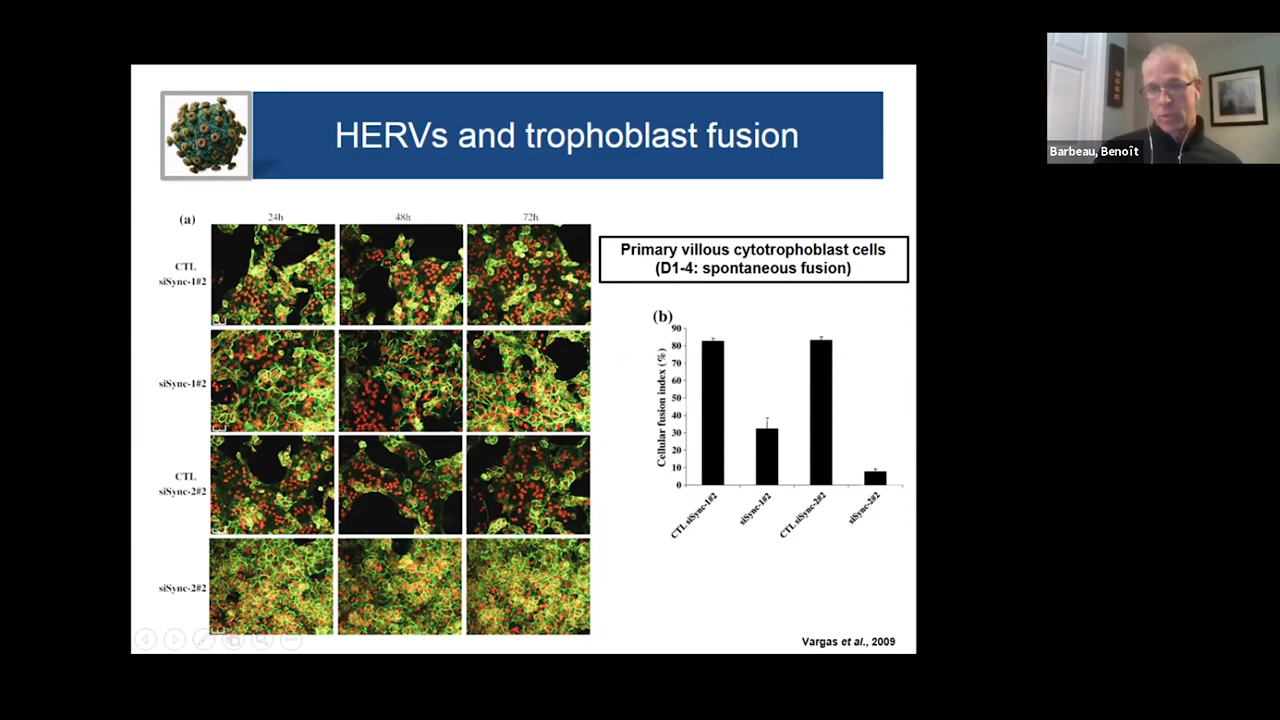 HERVs and trophoblast fusion
Barbeau, Benoît
(a)
24h
48h
72h
CTL
siSync-1#2
siSync-1#2
CTL
siSync-2#2
siSync-2#2
Primary villous cytotrophoblast cells
(D1-4: spontaneous fusion)
(b)
Cellular fusion index (%)
90
80
70
60
50
40
30
20
10
0
CTL siSync-1#2
siSync-1#2
CTL siSync-2#2
siSync-2#2
Vargas et al., 2009